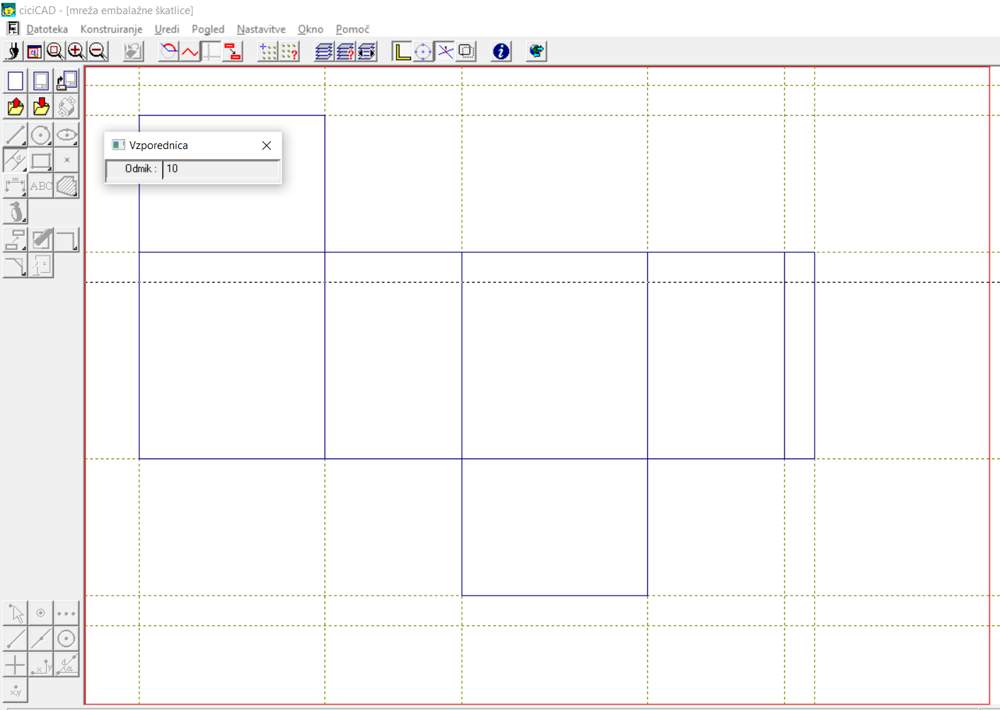 ciciCAD - [mreža embalažne škatlice]
Datoteka Konstruiranje Uredi Pogled Nastavitve Okno Pomoč
Vzporednica
Odmik : 10
ABC
x y
d α
x,y